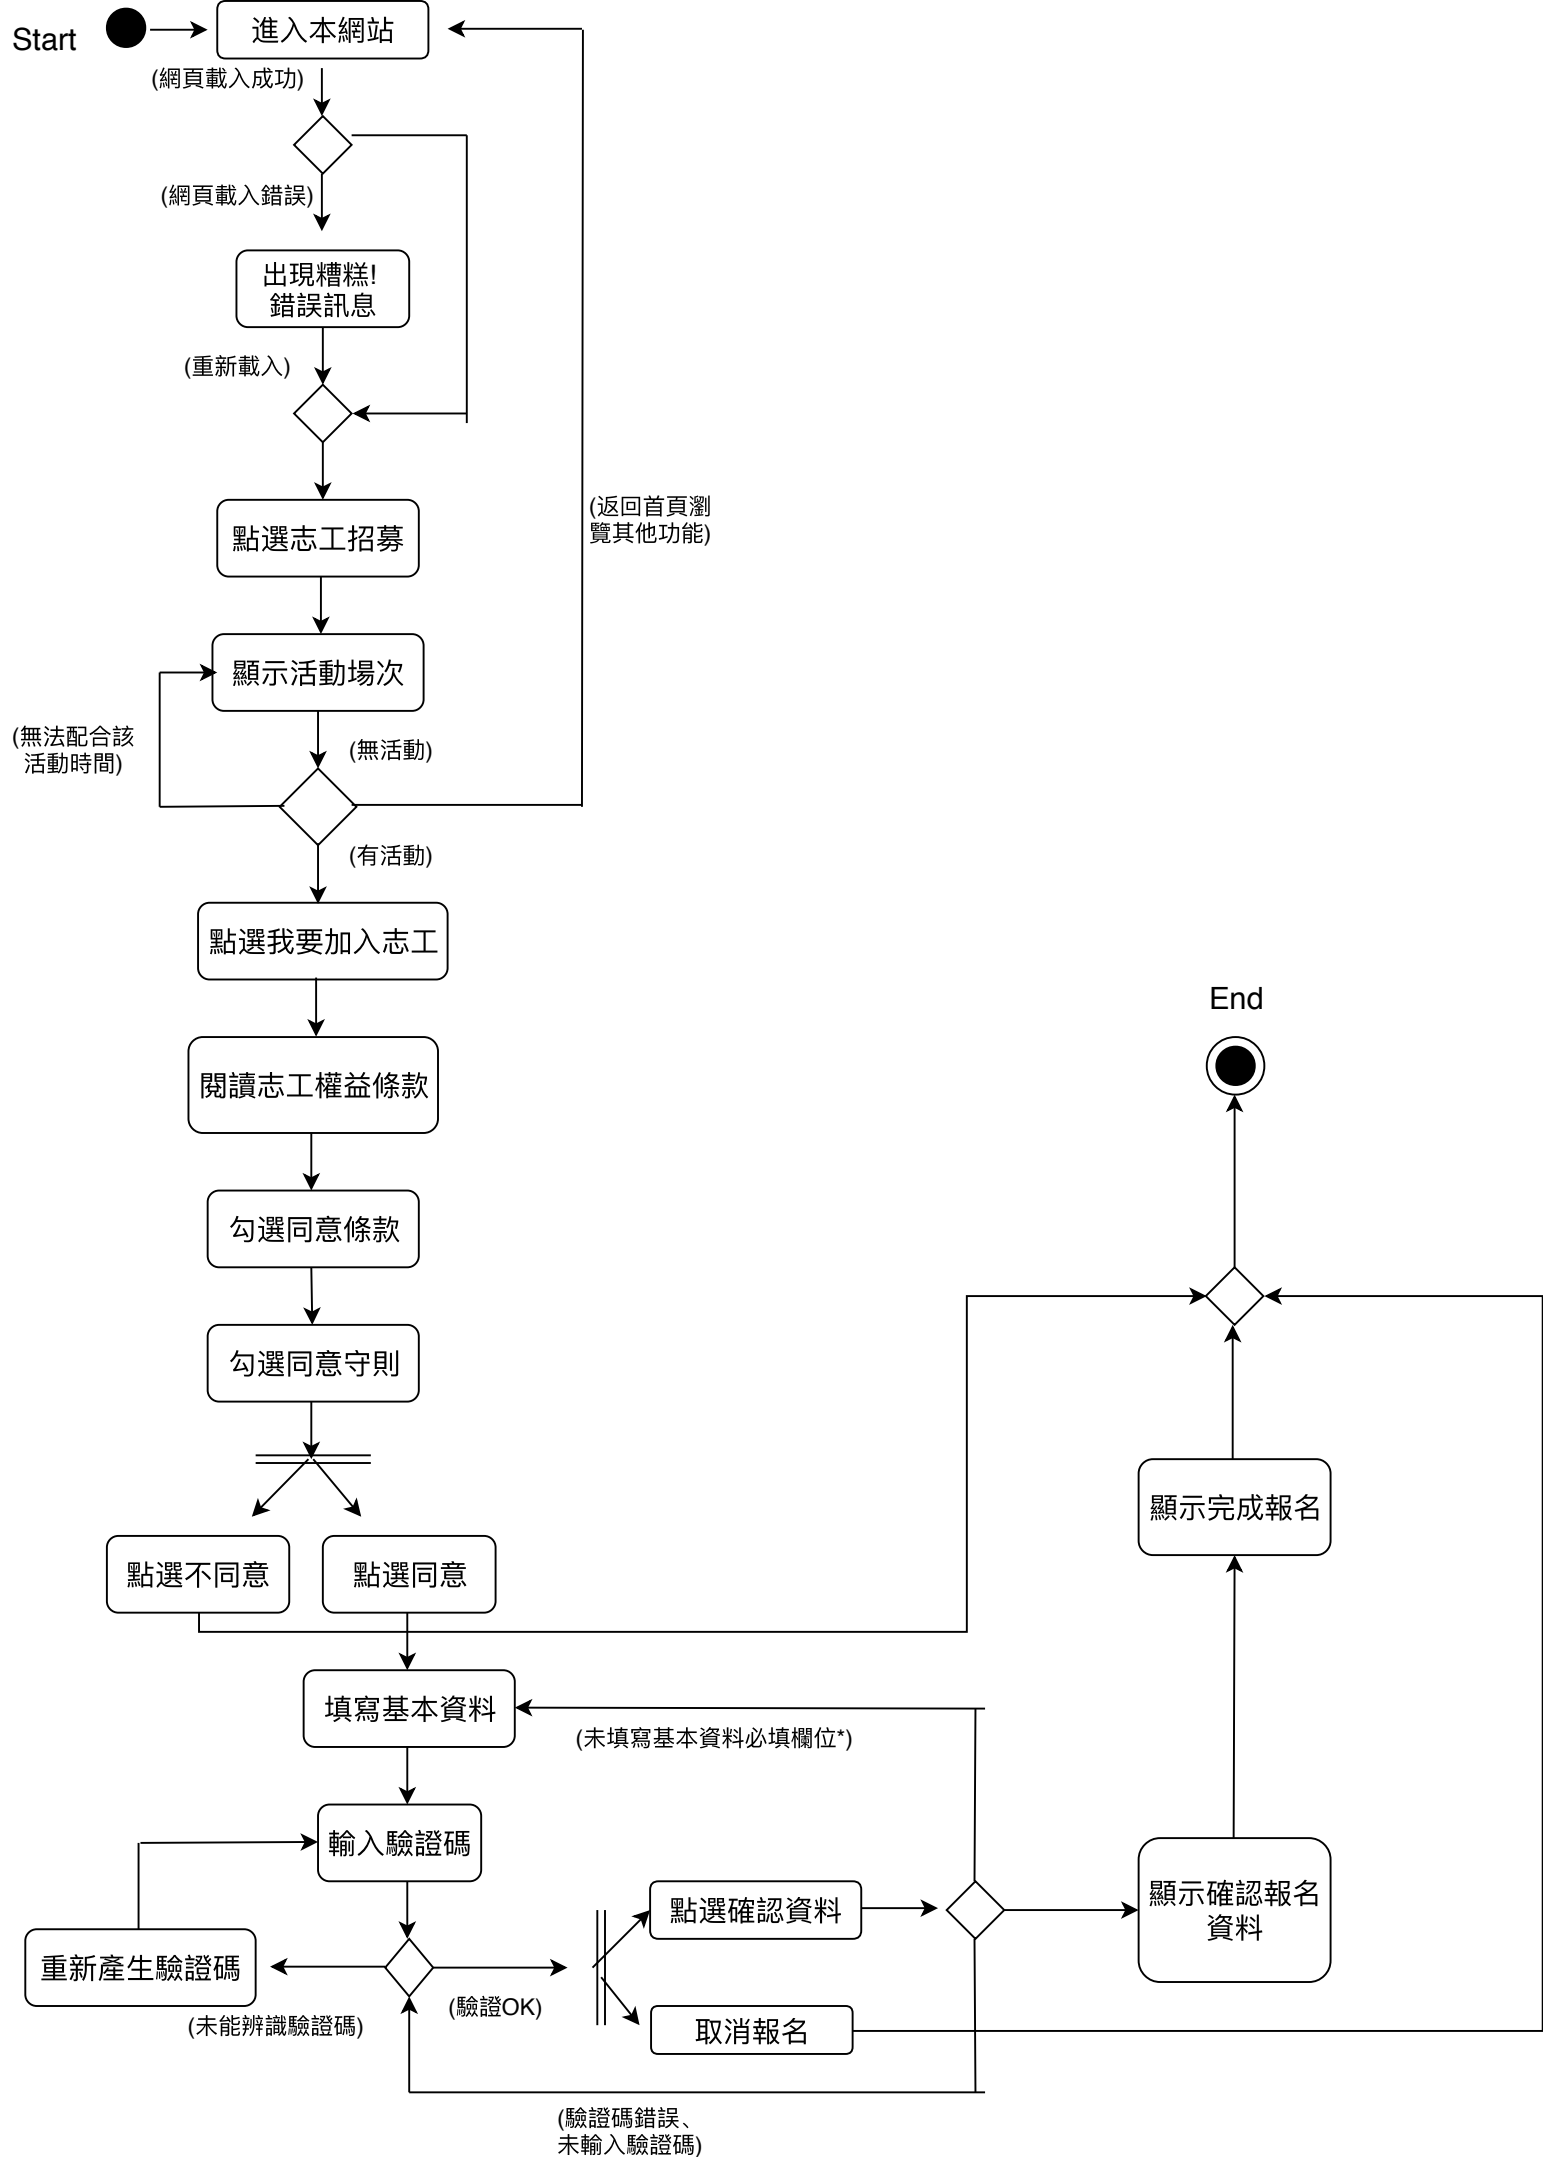 Start
進入本網站
(網頁載入成功)
(網頁載入錯誤)
出現糟糕!
錯誤訊息
(重新載入)
點選志工招募
(返回首頁瀏
覽其他功能)
顯示活動場次
(無法配合該
活動時間)
(無活動)
(有活動)
點選我要加入志工
閱讀志工權益條款
勾選同意條款
勾選同意守則
點選不同意
點選同意
填寫基本資料
(未填寫基本資料必填欄位*)
輸入驗證碼
重新產生驗證碼
(未能辨識驗證碼)
(驗證OK)
點選確認資料
取消報名
(驗證碼錯誤、
未輸入驗證碼)
顯示確認報名
資料
顯示完成報名
End